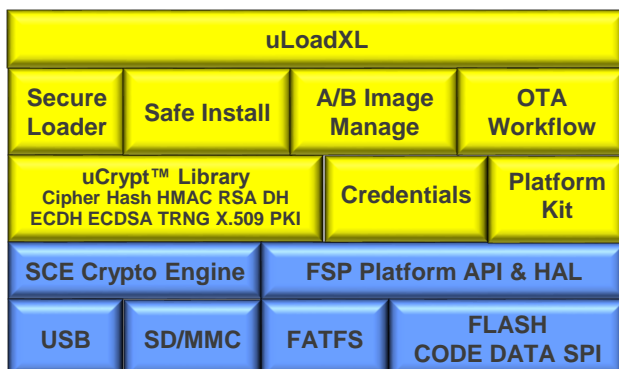 uLoadXL
Secure
Loader
Safe Install
A/B Image
Manage
OTA
Workflow
uCrypt™ Library
Cipher Hash HMAC RSA DH
ECDH ECDSA TRNG X.509 PKI
Credentials
Platform
Kit
SCE Crypto Engine
FSP Platform API & HAL
USB
SD/MMC
FATFS
FLASH
CODE DATA SPI